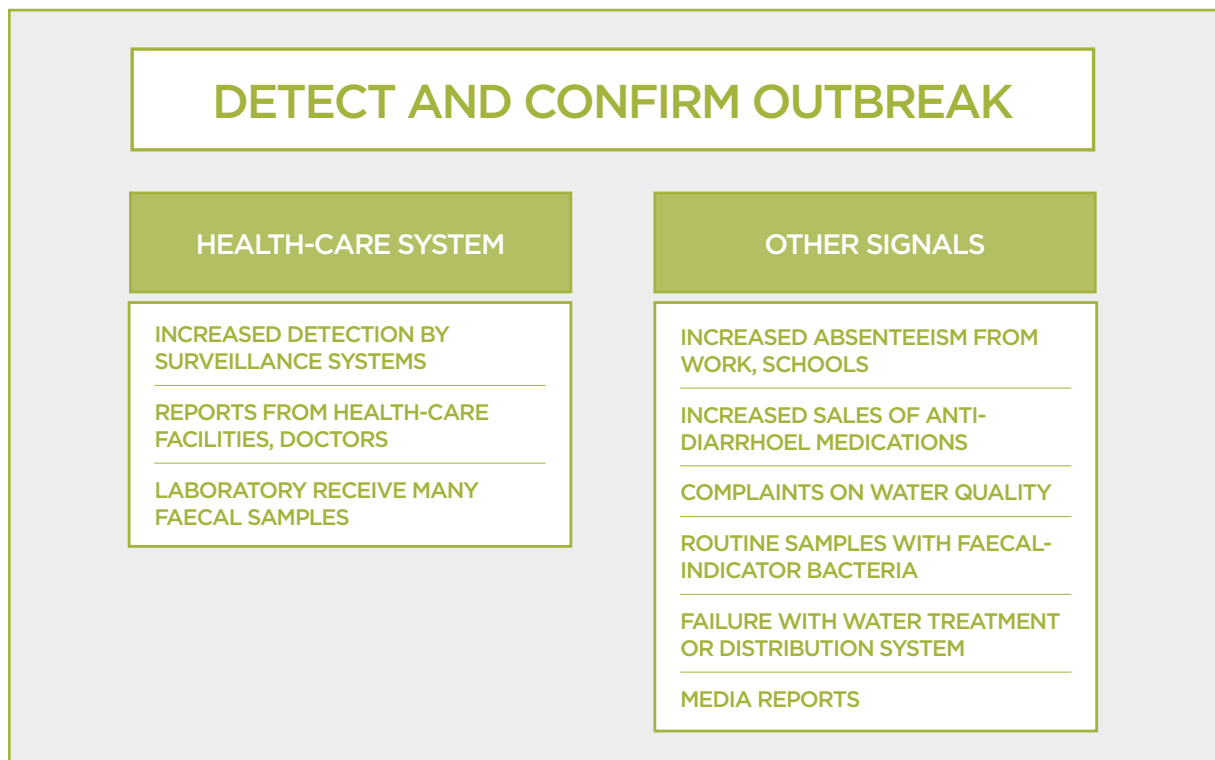 DETECT AND CONFIRM OUTBREAK
HEALTH-CARE SYSTEM
INCREASED DETECTION BY
SURVEILLANCE SYSTEMS
REPORTS FROM HEALTH-CARE
FACILITIES, DOCTORS
LABORATORY RECEIVE MANY
FAECAL SAMPLES
OTHER SIGNALS
INCREASED ABSENTEEISM FROM
WORK, SCHOOLS
INCREASED SALES OF ANTI-
DIARRHOEL MEDICATIONS
COMPLAINTS ON WATER QUALITY
ROUTINE SAMPLES WITH FAECAL-
INDICATOR BACTERIA
FAILURE WITH WATER TREATMENT
OR DISTRIBUTION SYSTEM
MEDIA REPORTS